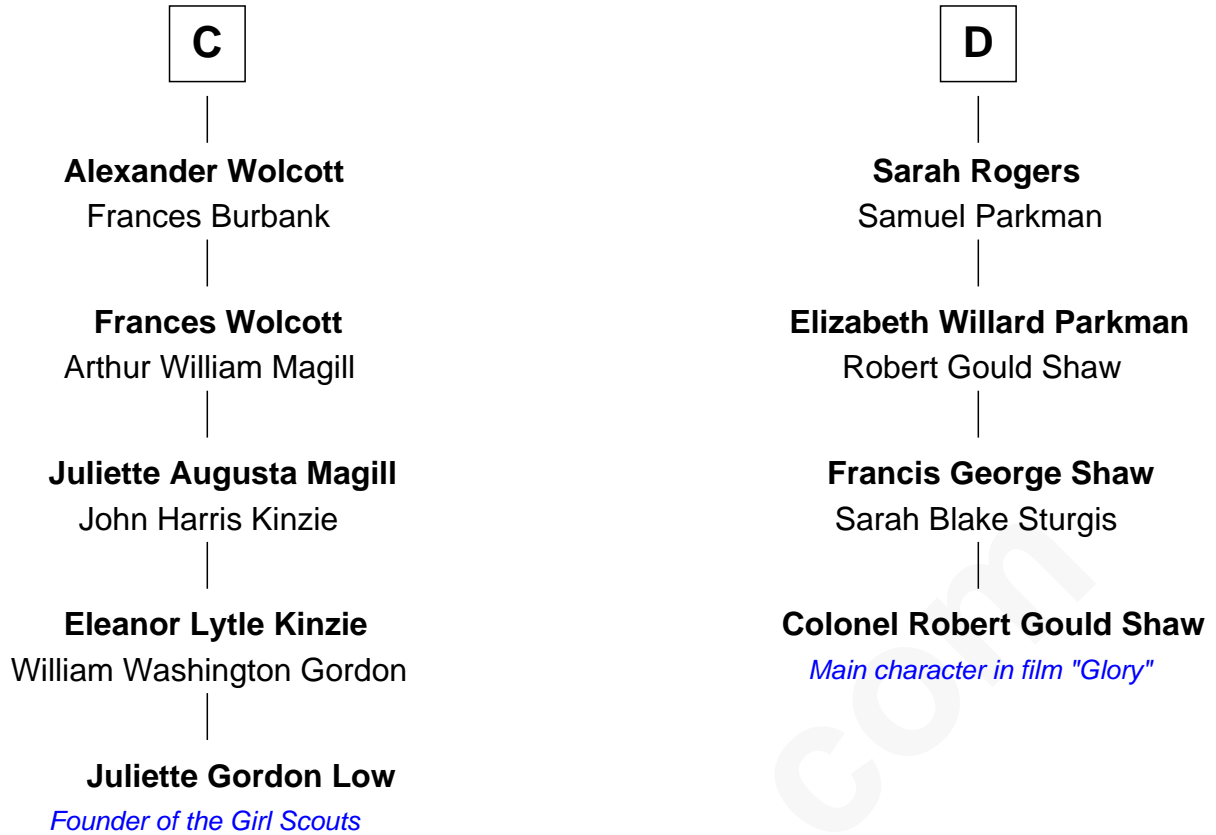 C
Alexander Wolcott
Frances Burbank
Frances Wolcott
Arthur William Magill
Juliette Augusta Magill
John Harris Kinzie
Eleanor Lytle Kinzie
William Washington Gordon
Juliette Gordon Low
Founder of the Girl Scouts
D
Sarah Rogers
Samuel Parkman
Elizabeth Willard Parkman
Robert Gould Shaw
Francis George Shaw
Sarah Blake Sturgis
Colonel Robert Gould Shaw
Main character in film "Glory"
com